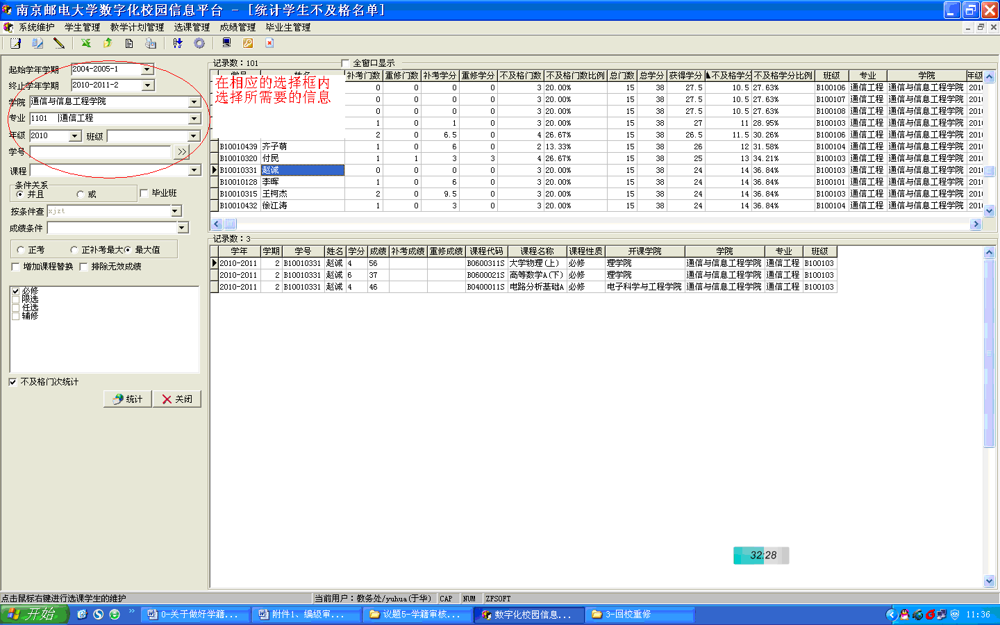 南京邮电大学数字化校园信息平台 - [统计学生不及格名单]
系统维护 学生管理 教学计划管理 选课管理 成绩管理 毕业生管理
起始学年学期 2004-2005-1
终止学年学期 2010-2011-2
学院 通信与信息工程学院
专业 1101 通信工程
年级 2010 班级
学号 >>
课程
条件关系
并且 或 毕业班
按条件查 xjzt
成绩条件
正考 正补考最大 最大值
增加课程替换 排除无效成绩
必修
限选
任选
辅修
不及格门次统计
统计 关闭
记录数：101 全窗口显示
在相应的选择框内
选择所需要的信息
补考门数 重修门数 补考学分 重修学分 不及格门数 不及格门数比例 总门数 总学分 获得学分 不及格学分 不及格学分比例 班级 专业 学院 年级
0 0 0 0 3 20.00% 15 38 27.5 10.5 27.63% B100106 通信工程 通信与信息工程学院 201
0 0 0 0 3 20.00% 15 38 27.5 10.5 27.63% B100107 通信工程 通信与信息工程学院 201
0 0 0 0 3 20.00% 15 38 27.5 10.5 27.63% B100108 通信工程 通信与信息工程学院 201
1 0 1 0 3 20.00% 15 38 27 11 28.95% B100103 通信工程 通信与信息工程学院 201
2 0 6.5 0 4 26.67% 15 38 26.5 11.5 30.26% B100106 通信工程 通信与信息工程学院 201
B10010439 齐子萌 1 0 6 0 2 13.33% 15 38 26 12 31.58% B100104 通信工程 通信与信息工程学院 201
B10010320 付民 1 1 3 3 4 26.67% 15 38 25 13 34.21% B100103 通信工程 通信与信息工程学院 201
B10010331 赵诚 0 0 0 0 3 20.00% 15 38 24 14 36.84% B100103 通信工程 通信与信息工程学院 201
B10010128 李晖 1 0 6 0 3 20.00% 15 38 24 14 36.84% B100101 通信工程 通信与信息工程学院 201
B10010315 王柯杰 2 0 9.5 0 3 20.00% 15 38 24 14 36.84% B100103 通信工程 通信与信息工程学院 201
B10010432 徐江涛 1 0 3 0 3 20.00% 15 38 24 14 36.84% B100104 通信工程 通信与信息工程学院 201
记录数：3
学年 学期 学号 姓名 学分 成绩 补考成绩 重修成绩 课程代码 课程名称 课程性质 开课学院 学院 专业 班级
2010-2011 2 B10010331 赵诚 4 56 B0600311S 大学物理(上) 必修 理学院 通信与信息工程学院 通信工程 B100103
2010-2011 2 B10010331 赵诚 6 37 B0600021S 高等数学A(下) 必修 理学院 通信与信息工程学院 通信工程 B100103
2010-2011 2 B10010331 赵诚 4 46 B0400011S 电路分析基础A 必修 电子科学与工程学院 通信与信息工程学院 通信工程 B100103
32:28
点击鼠标右键进行选课学生的维护 当前用户：教务处/yuhua(于华) CAP NUM ZFSOFT
开始 0-关于做好学籍... 附件1、编级审... 议题5-学籍审核... 数字化校园信息... 3-回校重修 11:36